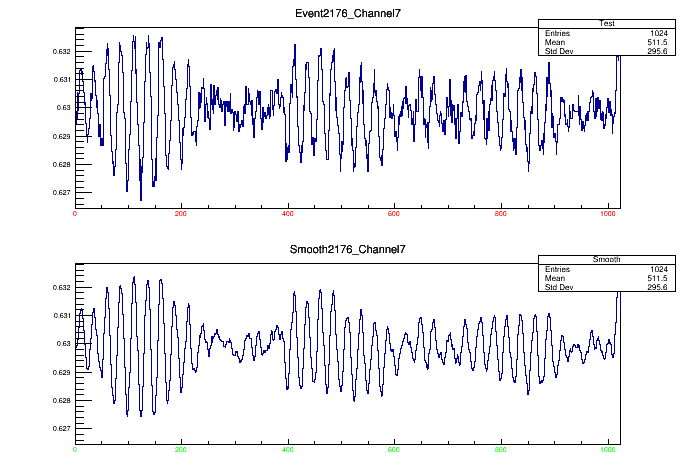 Event2176_Channel7
Test
Entries 1024
Mean 511.5
Std Dev 295.6
0.632
0.631
0.63
0.629
0.628
0.627
0 200 400 600 800 1000
Smooth2176_Channel7
Smooth
Entries 1024
Mean 511.5
Std Dev 295.6
0.632
0.631
0.63
0.629
0.628
0.627
0 200 400 600 800 1000